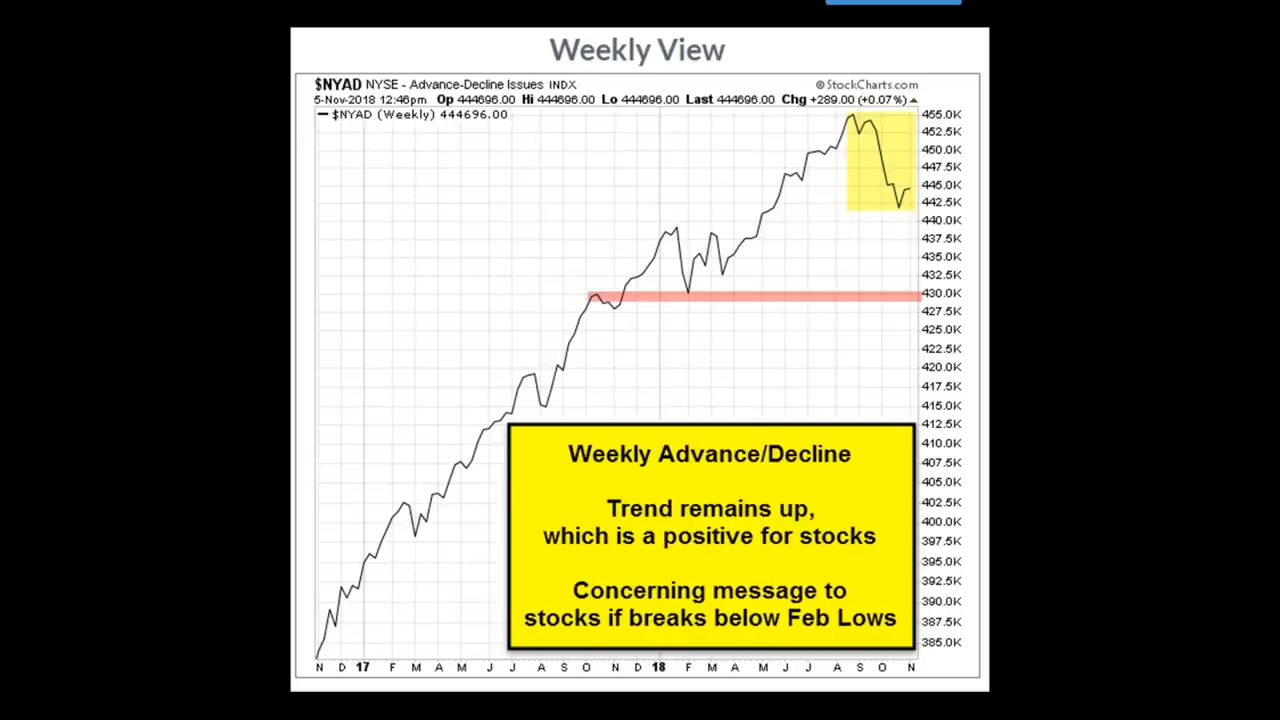 Weekly View
$NYAD NYSE - Advance-Decline Issues INDX
© StockCharts.com
5-Nov-2018 12:46pm Op 444696.00 Hi 444696.00 Lo 444696.00 Last 444696.00 Chg +289.00 (+0.07%)
$NYAD (Weekly) 444696.00
455.0K
452.5K
450.0K
447.5K
445.0K
442.5K
440.0K
437.5K
435.0K
432.5K
430.0K
427.5K
425.0K
422.5K
420.0K
417.5K
415.0K
412.5K
410.0K
407.5K
405.0K
402.5K
400.0K
397.5K
395.0K
392.5K
390.0K
387.5K
385.0K
Weekly Advance/Decline
Trend remains up,
which is a positive for stocks
Concerning message to
stocks if breaks below Feb Lows
N D 17 F M A M J J A S O N D 18 F M A M J J A S O N